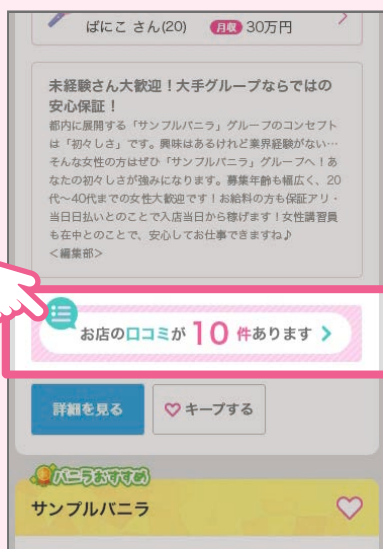 ばにこ さん(20) 月収 30万円
未経験さん大歓迎！大手グループならではの
安心保証！
都内に展開する「サンプルバニラ」グループのコンセプト
は「初々しさ」です。興味はあるけれど業界経験がない…
そんな女性の方はぜひ「サンプルバニラ」グループへ！あ
なたの初々しさが強みになります。募集年齢も幅広く、20
代〜40代までの女性大歓迎です！お給料の方も保証アリ・
当日日払いとのことで入店当日から稼げます！女性講習員
も在中とのことで、安心してお仕事できますね♪
＜編集部＞
お店の口コミが 10 件あります
詳細を見る キープする
バニラおすすめ
サンプルバニラ